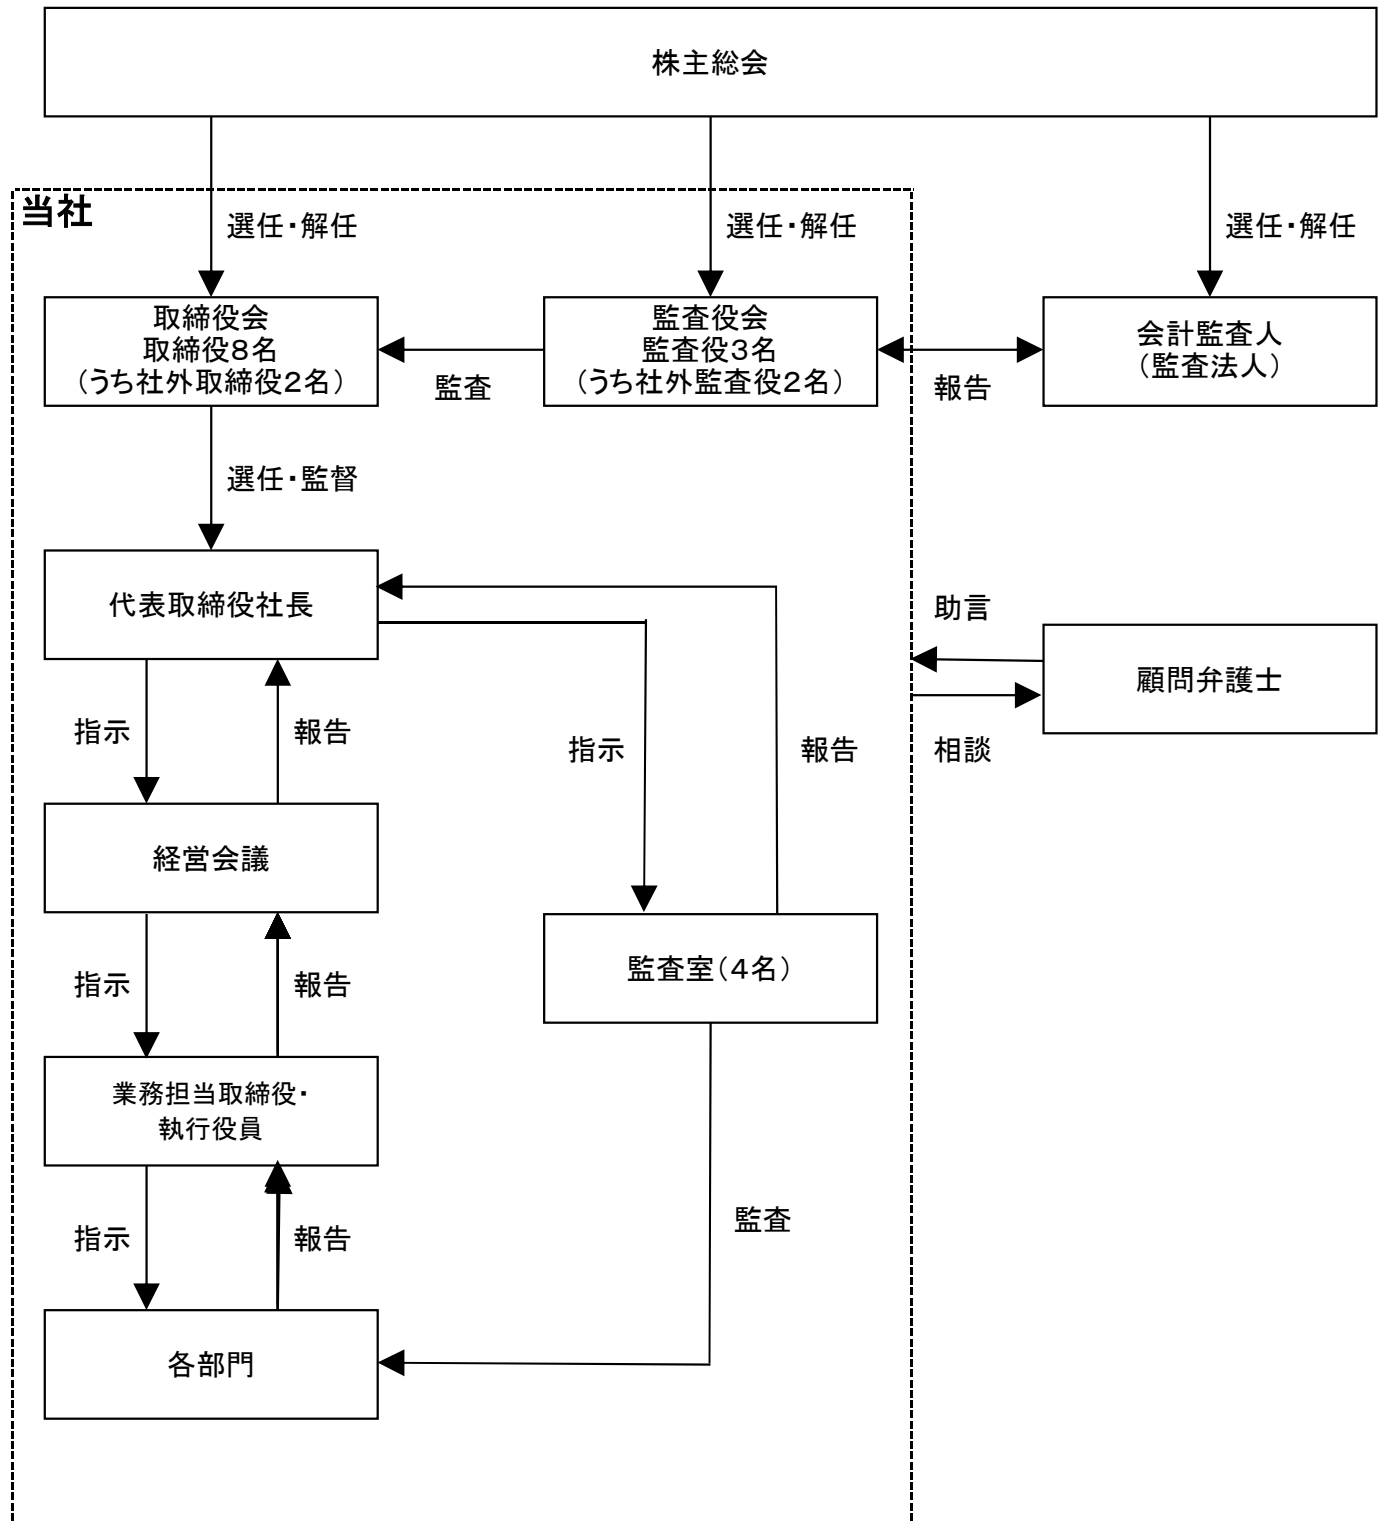 株主総会
当社
選任・解任
選任・解任
選任・解任
取締役会
取締役8名
(うち社外取締役2名)
監査
監査役会
監査役3名
(うち社外監査役2名)
報告
会計監査人
(監査法人)
選任・監督
代表取締役社長
助言
顧問弁護士
相談
指示
報告
指示
報告
経営会議
監査室(4名)
指示
報告
業務担当取締役・
執行役員
監査
指示
報告
各部門